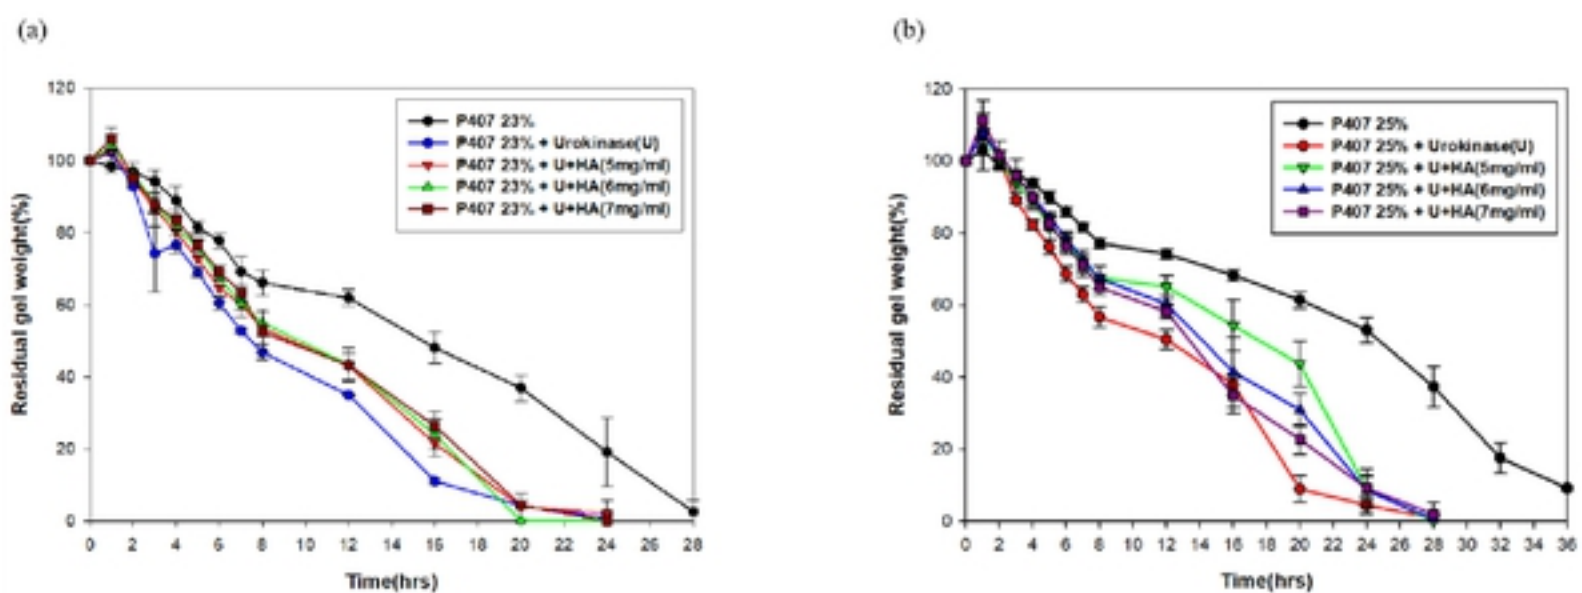 (a)
120
100
80
60
40
20
0
Residual gel weight(%)
P407 23%
P407 23% + Urokinase(U)
P407 23% + U+HA(5mg/ml)
P407 23% + U+HA(6mg/ml)
P407 23% + U+HA(7mg/ml)
0 2 4 6 8 10 12 14 16 18 20 22 24 26 28
Time(hrs)
(b)
120
100
80
60
40
20
0
Residual gel weight(%)
P407 25%
P407 25% + Urokinase(U)
P407 25% + U+HA(5mg/ml)
P407 25% + U+HA(6mg/ml)
P407 25% + U+HA(7mg/ml)
0 2 4 6 8 10 12 14 16 18 20 22 24 26 28 30 32 34 36
Time(hrs)